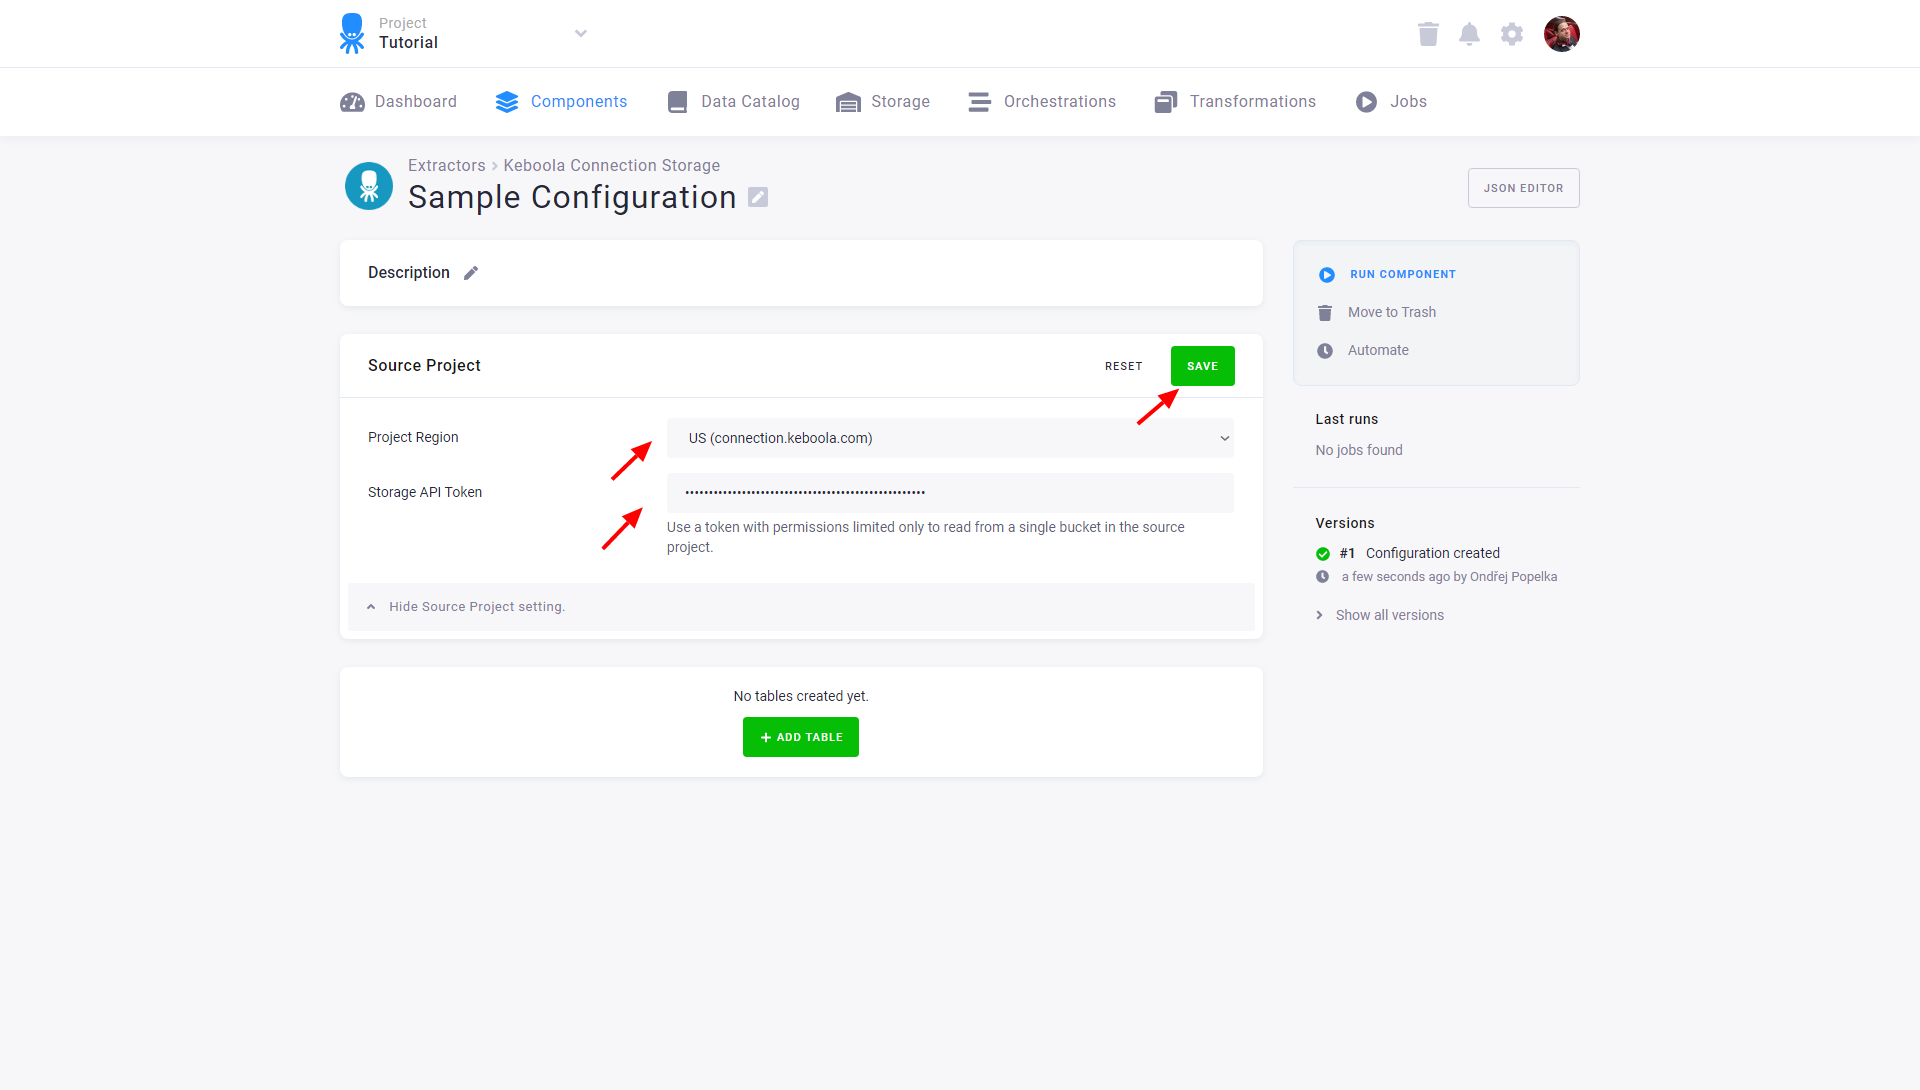 Project
Tutorial
Dashboard
Components
Data Catalog
Storage
Orchestrations
Transformations
Jobs
Extractors › Keboola Connection Storage
Sample Configuration
JSON EDITOR
Description
Source Project
RESET
SAVE
Project Region
US (connection.keboola.com)
Storage API Token
••••••••••••••••••••••••••••••••••••••••••••••••••
Use a token with permissions limited only to read from a single bucket in the source
project.
Hide Source Project setting.
No tables created yet.
+ ADD TABLE
RUN COMPONENT
Move to Trash
Automate
Last runs
No jobs found
Versions
#1 Configuration created
a few seconds ago by Ondřej Popelka
Show all versions